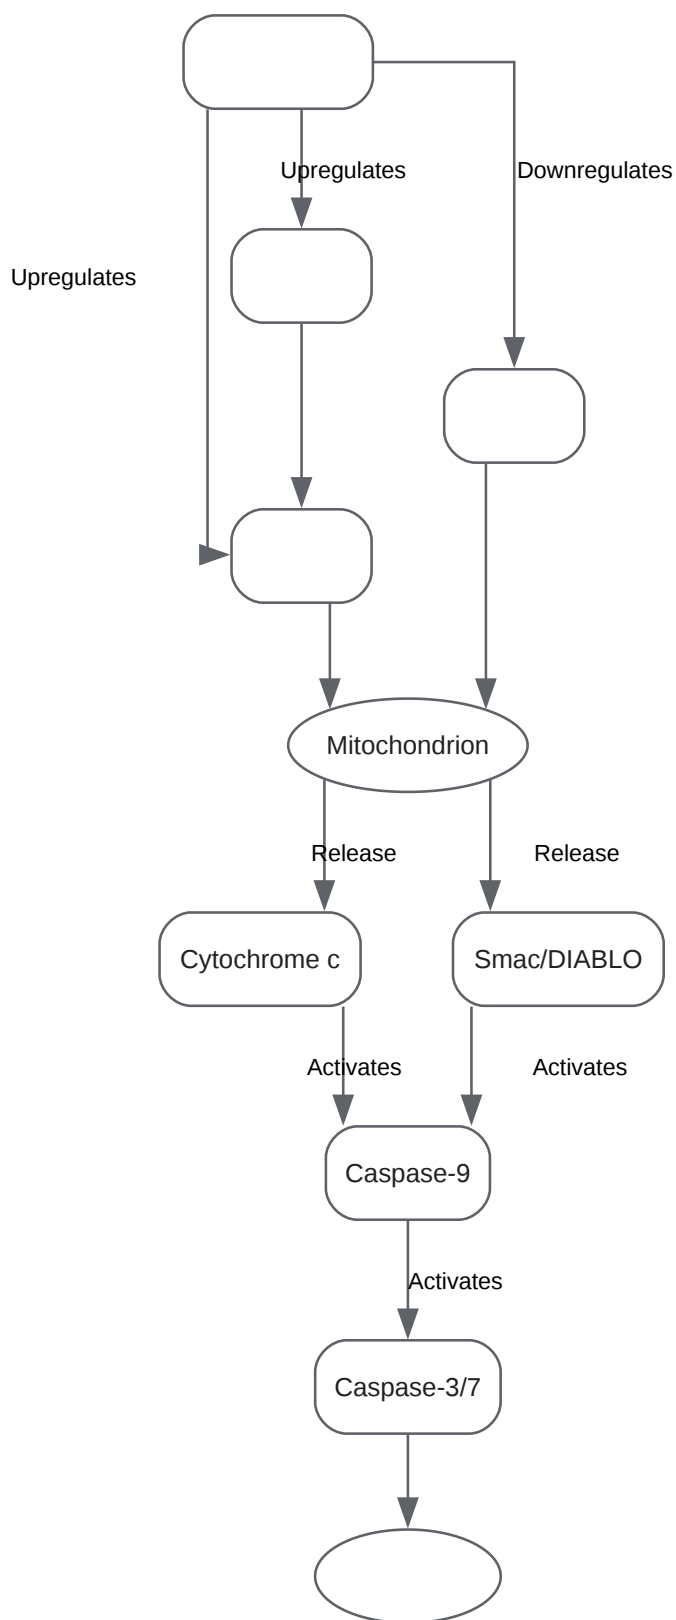 Upregulates
Downregulates
Upregulates
Mitochondrion
Release
Release
Cytochrome c
Smac/DIABLO
Activates
Activates
Caspase-9
Activates
Caspase-3/7